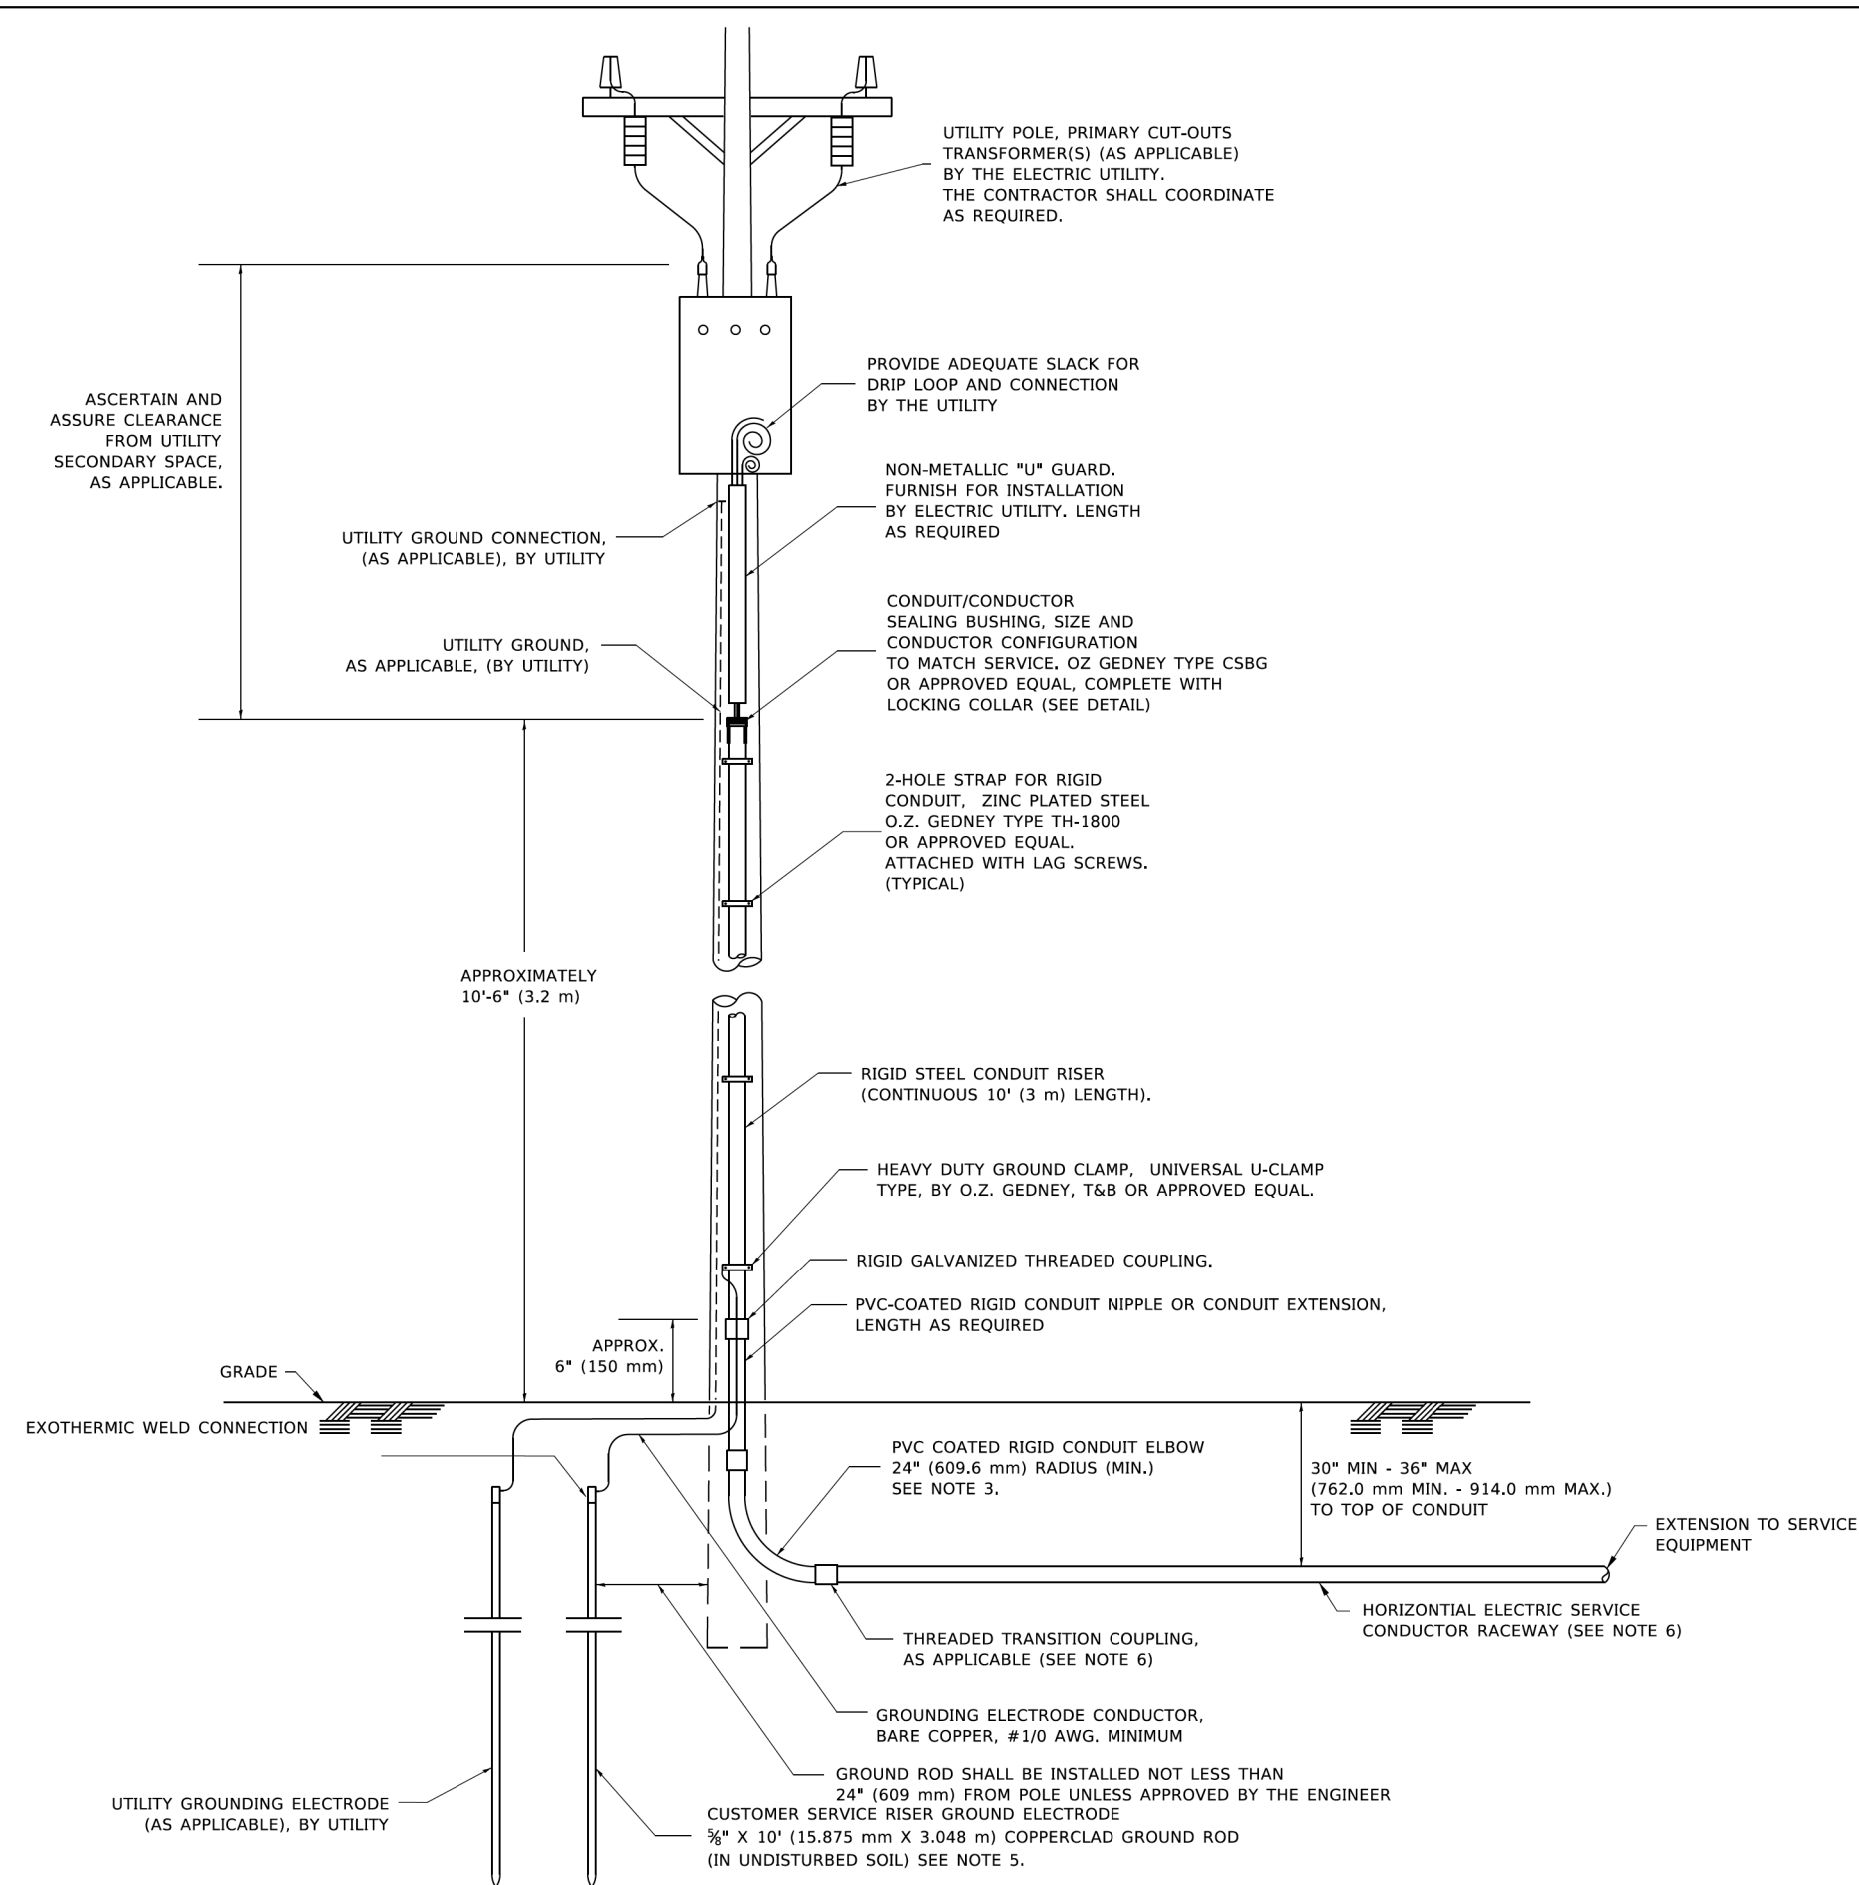 UTILITY POLE, PRIMARY CUT-OUTS
TRANSFORMER(S) (AS APPLICABLE)
BY THE ELECTRIC UTILITY.
THE CONTRACTOR SHALL COORDINATE
AS REQUIRED.
PROVIDE ADEQUATE SLACK FOR
DRIP LOOP AND CONNECTION
BY THE UTILITY
ASCERTAIN AND
ASSURE CLEARANCE
FROM UTILITY
SECONDARY SPACE,
AS APPLICABLE.
NON-METALLIC "U" GUARD.
FURNISH FOR INSTALLATION
BY ELECTRIC UTILITY. LENGTH
AS REQUIRED
UTILITY GROUND CONNECTION,
(AS APPLICABLE), BY UTILITY
CONDUIT/CONDUCTOR
SEALING BUSHING, SIZE AND
CONDUCTOR CONFIGURATION
TO MATCH SERVICE. OZ GEDNEY TYPE CSBG
OR APPROVED EQUAL, COMPLETE WITH
LOCKING COLLAR (SEE DETAIL)
UTILITY GROUND,
AS APPLICABLE, (BY UTILITY)
2-HOLE STRAP FOR RIGID
CONDUIT, ZINC PLATED STEEL
O.Z. GEDNEY TYPE TH-1800
OR APPROVED EQUAL.
ATTACHED WITH LAG SCREWS.
(TYPICAL)
APPROXIMATELY
10'-6" (3.2 m)
RIGID STEEL CONDUIT RISER
(CONTINUOUS 10' (3 m) LENGTH).
HEAVY DUTY GROUND CLAMP, UNIVERSAL U-CLAMP
TYPE, BY O.Z. GEDNEY, T&B OR APPROVED EQUAL.
RIGID GALVANIZED THREADED COUPLING.
PVC-COATED RIGID CONDUIT NIPPLE OR CONDUIT EXTENSION,
LENGTH AS REQUIRED
APPROX.
6" (150 mm)
GRADE
EXOTHERMIC WELD CONNECTION
PVC COATED RIGID CONDUIT ELBOW
24" (609.6 mm) RADIUS (MIN.)
SEE NOTE 3.
30" MIN - 36" MAX
(762.0 mm MIN. - 914.0 mm MAX.)
TO TOP OF CONDUIT
EXTENSION TO SERVICE
EQUIPMENT
HORIZONTIAL ELECTRIC SERVICE
CONDUCTOR RACEWAY (SEE NOTE 6)
THREADED TRANSITION COUPLING,
AS APPLICABLE (SEE NOTE 6)
GROUNDING ELECTRODE CONDUCTOR,
BARE COPPER, #1/0 AWG. MINIMUM
GROUND ROD SHALL BE INSTALLED NOT LESS THAN
24" (609 mm) FROM POLE UNLESS APPROVED BY THE ENGINEER
UTILITY GROUNDING ELECTRODE
(AS APPLICABLE), BY UTILITY
CUSTOMER SERVICE RISER GROUND ELECTRODE
⅝" X 10' (15.875 mm X 3.048 m) COPPERCLAD GROUND ROD
(IN UNDISTURBED SOIL) SEE NOTE 5.